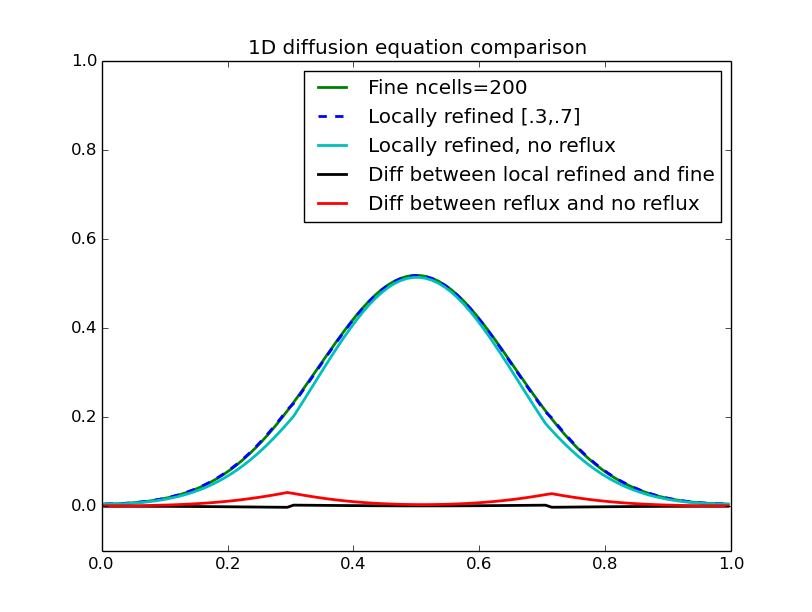 1D diffusion equation comparison
1.0
0.8
0.6
0.4
0.2
0.0
Fine ncells=200
Locally refined [.3,.7]
Locally refined, no reflux
Diff between local refined and fine
Diff between reflux and no reflux
0.0 0.2 0.4 0.6 0.8 1.0